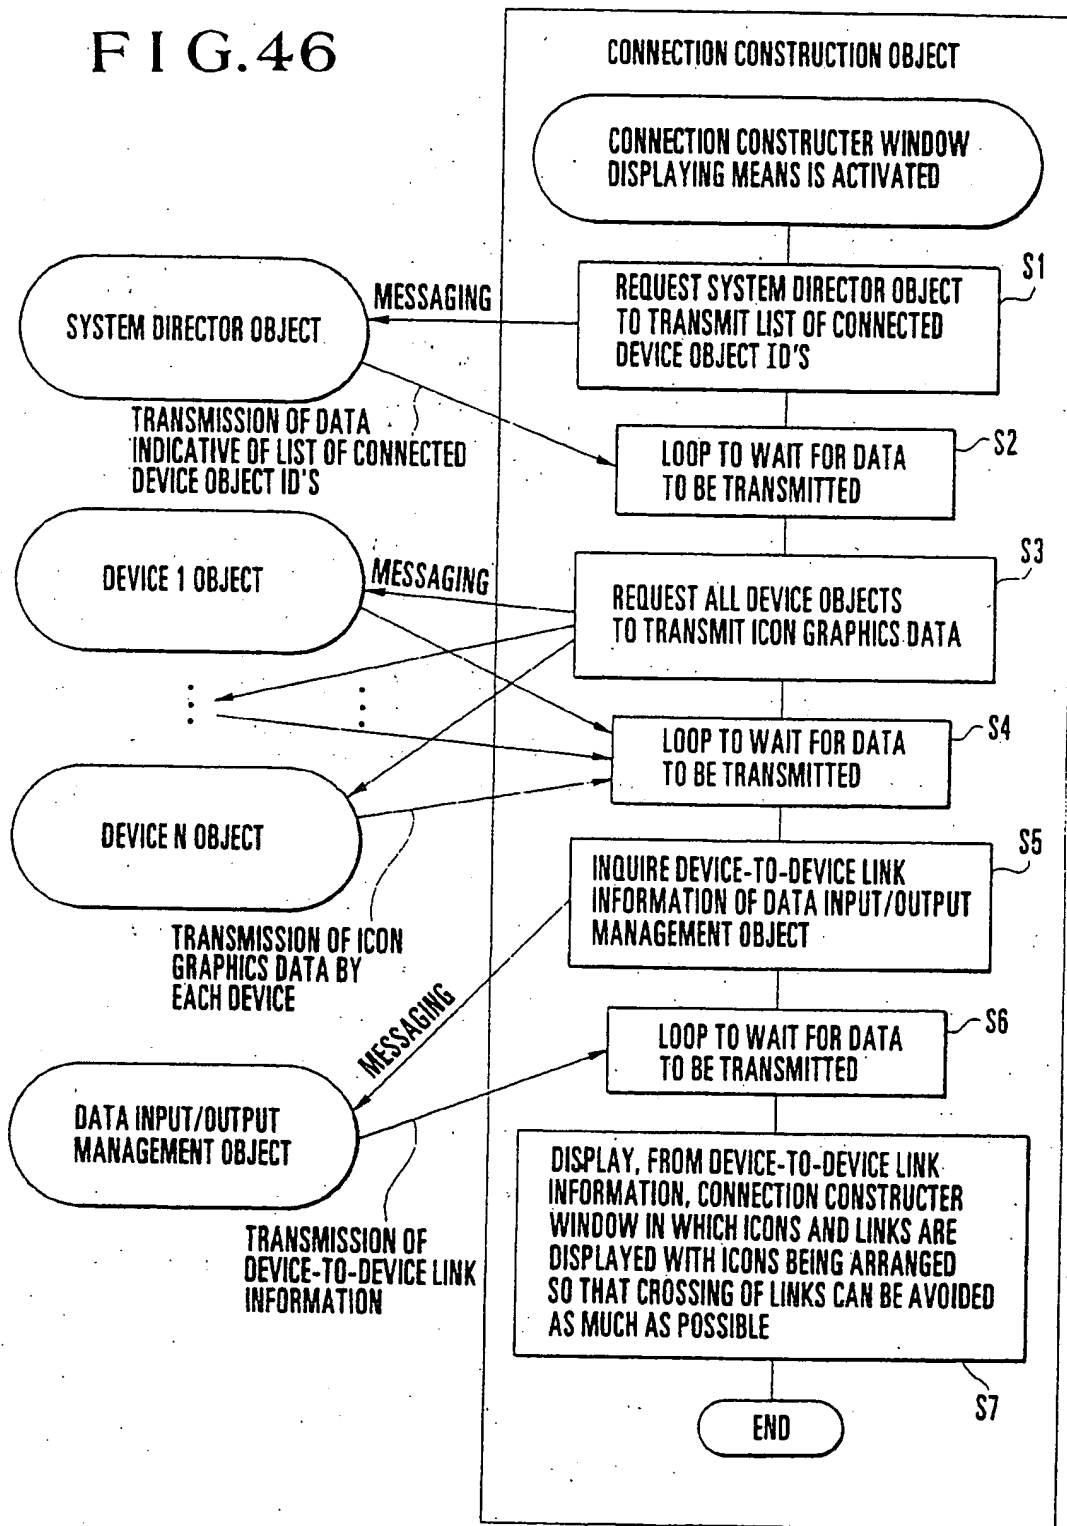 FIG.46
CONNECTION CONSTRUCTION OBJECT
CONNECTION CONSTRUCTER WINDOW
DISPLAYING MEANS IS ACTIVATED
S1
REQUEST SYSTEM DIRECTOR OBJECT
TO TRANSMIT LIST OF CONNECTED
DEVICE OBJECT ID'S
MESSAGING
SYSTEM DIRECTOR OBJECT
TRANSMISSION OF DATA
INDICATIVE OF LIST OF CONNECTED
DEVICE OBJECT ID'S
S2
LOOP TO WAIT FOR DATA
TO BE TRANSMITTED
S3
REQUEST ALL DEVICE OBJECTS
TO TRANSMIT ICON GRAPHICS DATA
MESSAGING
DEVICE 1 OBJECT
S4
LOOP TO WAIT FOR DATA
TO BE TRANSMITTED
DEVICE N OBJECT
TRANSMISSION OF ICON
GRAPHICS DATA BY
EACH DEVICE
S5
INQUIRE DEVICE-TO-DEVICE LINK
INFORMATION OF DATA INPUT/OUTPUT
MANAGEMENT OBJECT
MESSAGING
S6
LOOP TO WAIT FOR DATA
TO BE TRANSMITTED
DATA INPUT/OUTPUT
MANAGEMENT OBJECT
TRANSMISSION OF
DEVICE-TO-DEVICE LINK
INFORMATION
DISPLAY, FROM DEVICE-TO-DEVICE LINK
INFORMATION, CONNECTION CONSTRUCTER
WINDOW IN WHICH ICONS AND LINKS ARE
DISPLAYED WITH ICONS BEING ARRANGED
SO THAT CROSSING OF LINKS CAN BE AVOIDED
AS MUCH AS POSSIBLE
S7
END